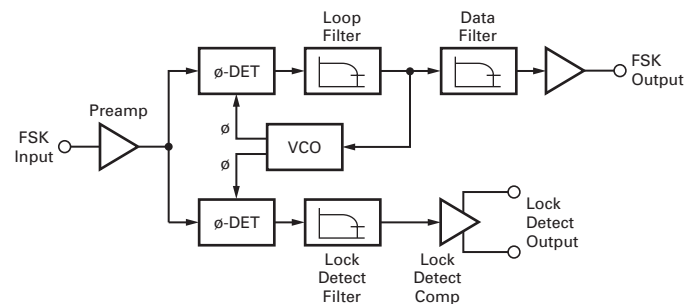 Loop
Filter
Data
Filter
ø-DET
FSK
Output
Preamp
FSK
Input
ø
VCO
ø
ø-DET
Lock
Detect
Output
Lock
Detect
Filter
Lock
Detect
Comp